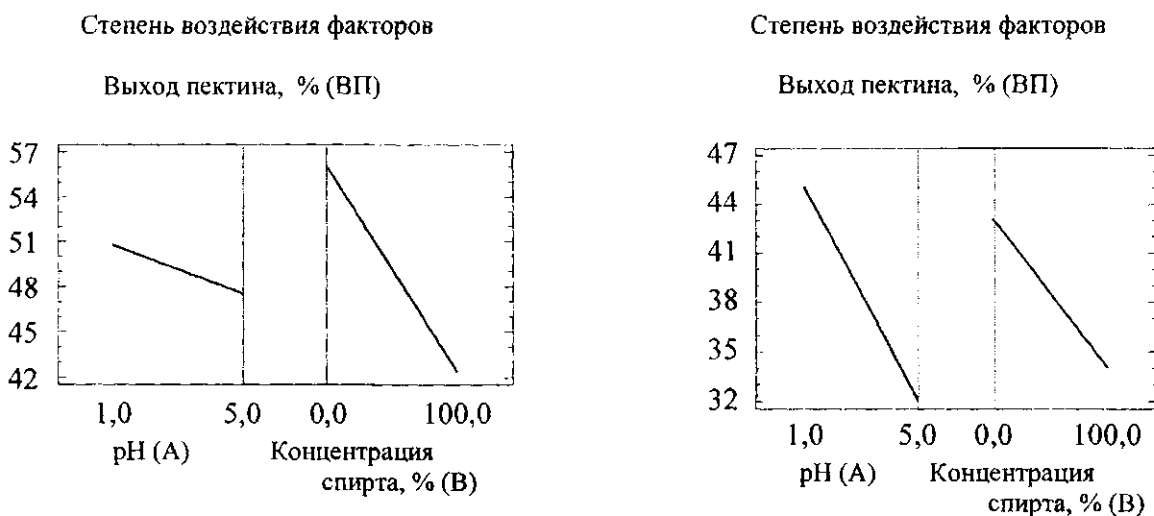 Степень воздействия факторов
Выход пектина, % (ВП)
57
54
51
48
45
42
1,0
5,0
0,0
100,0
pH (A)
Концентрация
спирта, % (В)
Степень воздействия факторов
Выход пектина, % (ВП)
47
44
41
38
35
32
1,0
5,0
0,0
100,0
pH (A)
Концентрация
спирта, % (В)